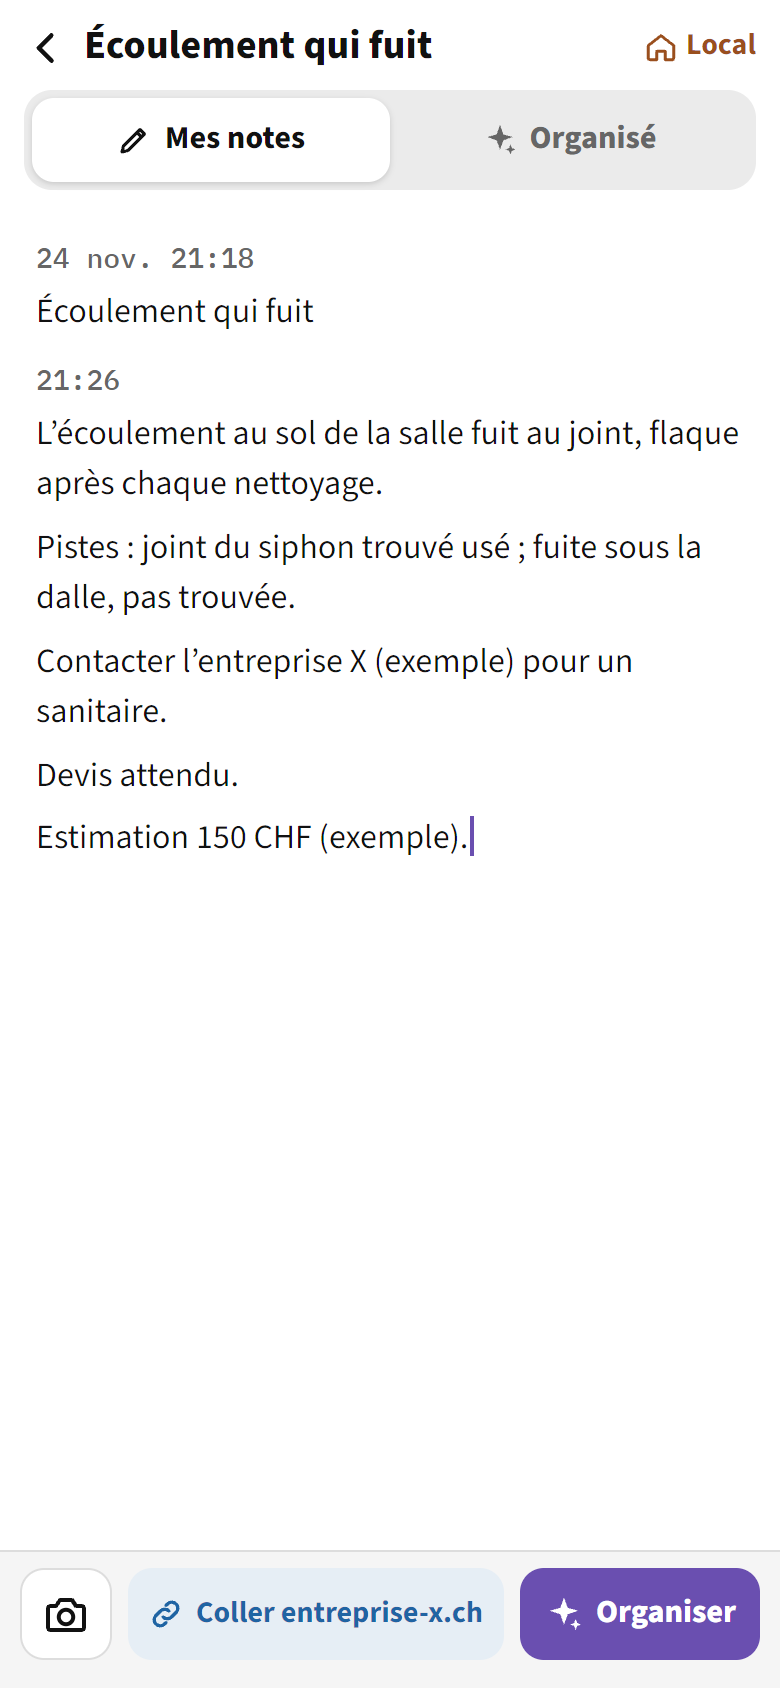 Écoulement qui fuit
Local
Mes notes
Organisé
24 nov. 21:18
Écoulement qui fuit
21:26
L’écoulement au sol de la salle fuit au joint, flaque
après chaque nettoyage.
Pistes : joint du siphon trouvé usé ; fuite sous la
dalle, pas trouvée.
Contacter l’entreprise X (exemple) pour un
sanitaire.
Devis attendu.
Estimation 150 CHF (exemple).
Coller entreprise-x.ch
Organiser